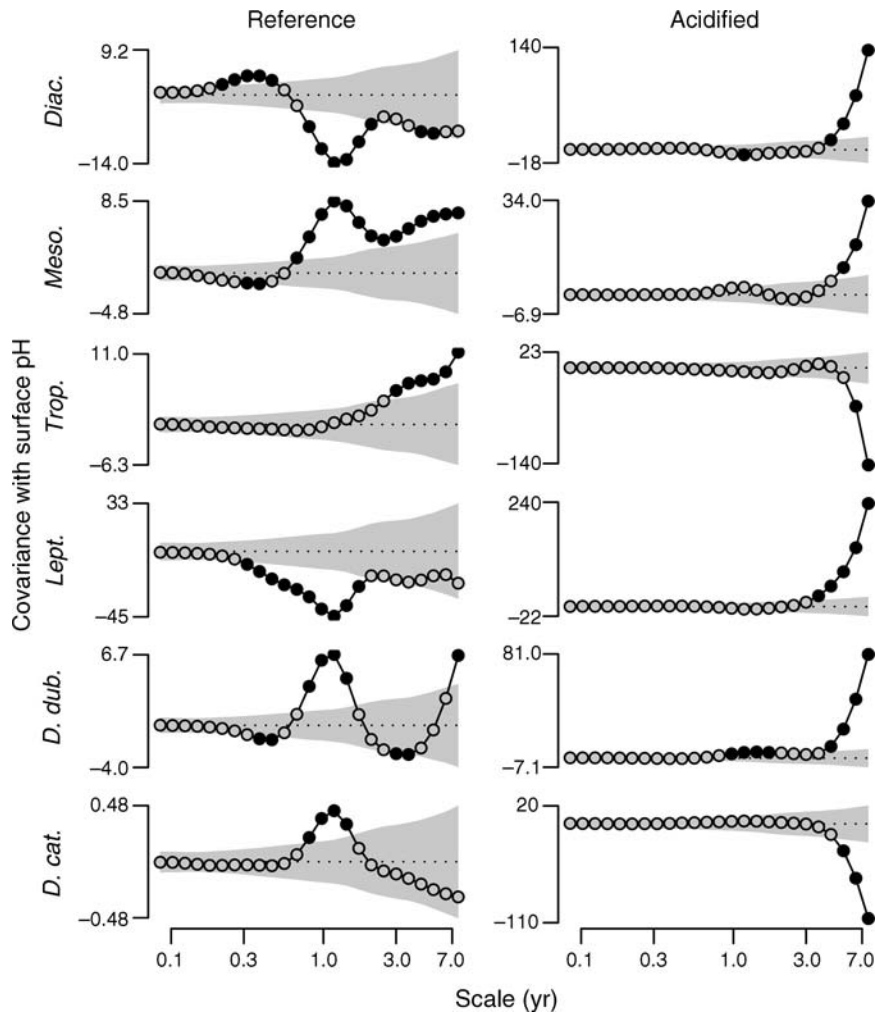 Reference
Acidified
Covariance with surface pH
Diac.
9.2
−14.0
140
−18
Meso.
8.5
−4.8
34.0
−6.9
Trop.
11.0
−6.3
23
−140
Lept.
33
−45
240
−22
D. dub.
6.7
−4.0
81.0
−7.1
D. cat.
0.48
−0.48
20
−110
0.1 0.3 1.0 3.0 7.0
0.1 0.3 1.0 3.0 7.0
Scale (yr)